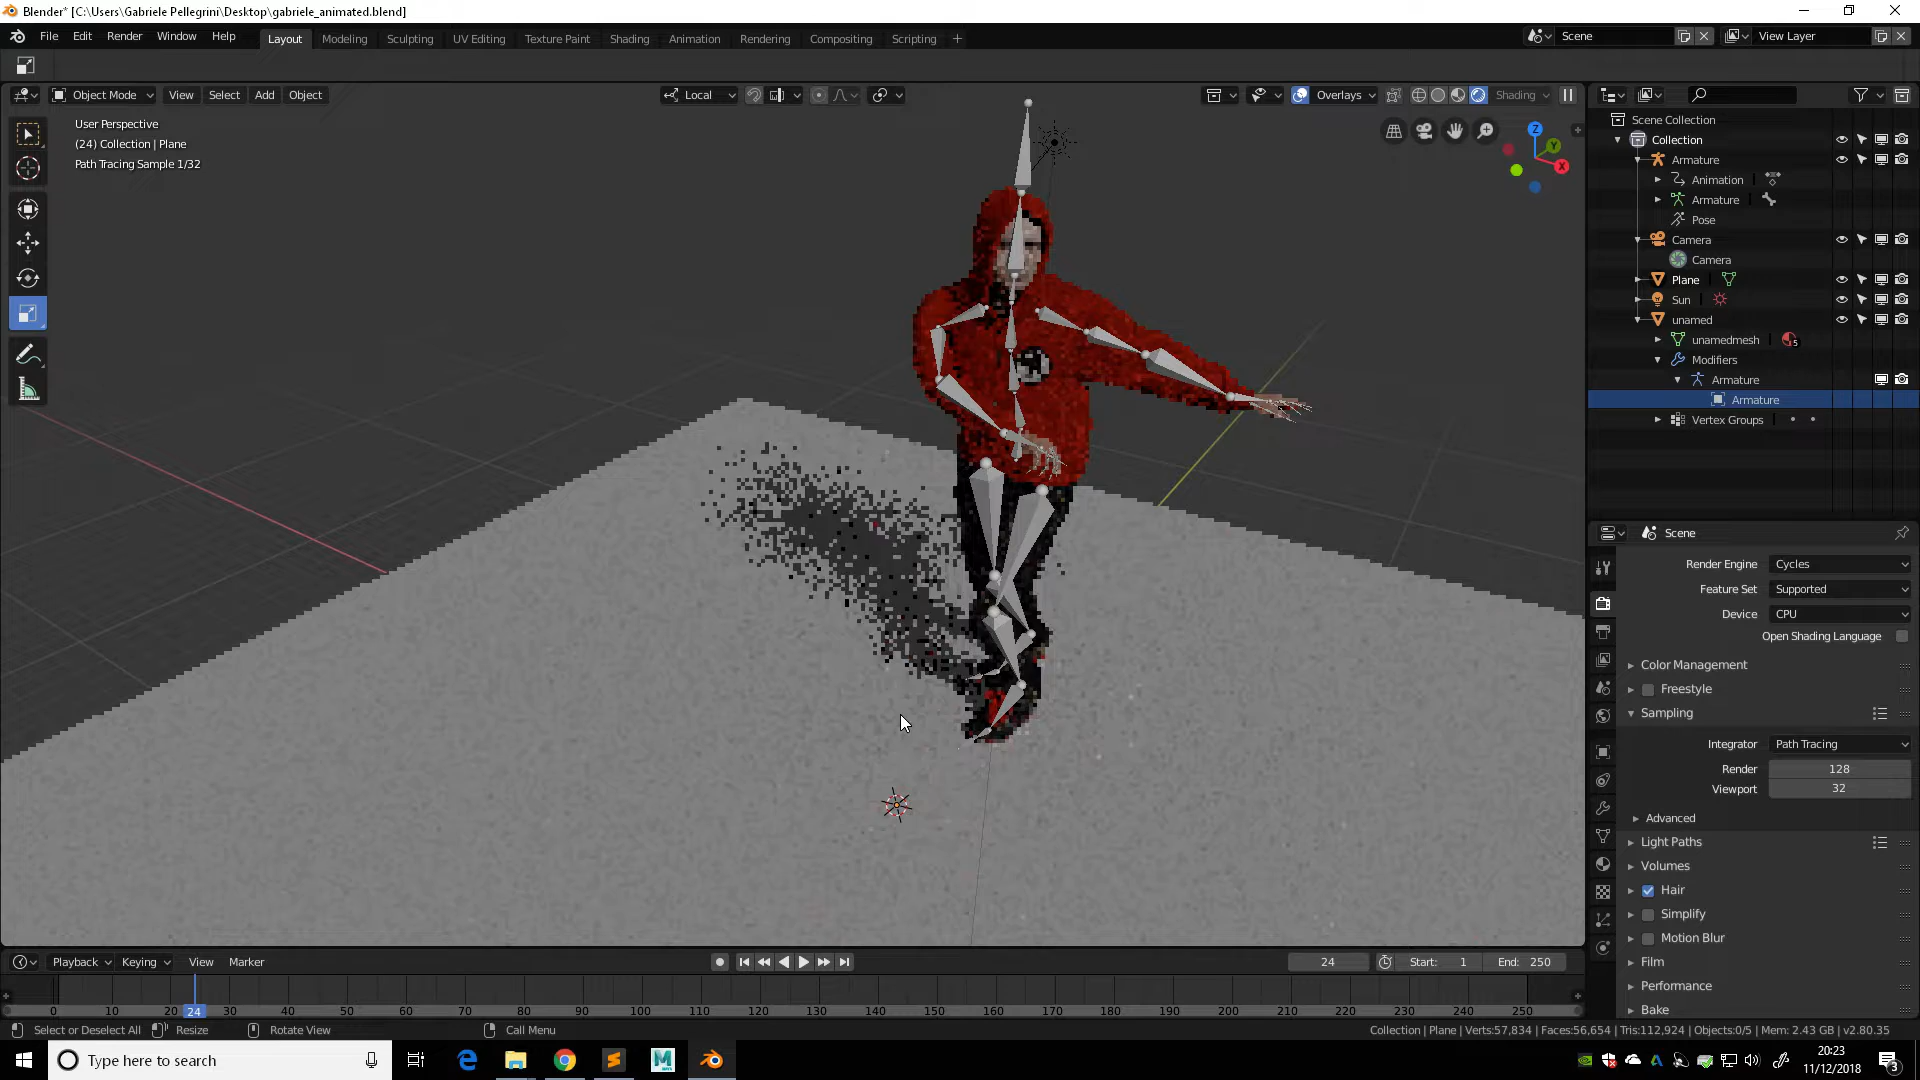 Blender* [C:\Users\Gabriele Pellegrini\Desktop\gabriele_animated.blend]
File Edit Render Window Help Layout Modeling Sculpting UV Editing Texture Paint Shading Animation Rendering Compositing Scripting + Scene View Layer
Object Mode View Select Add Object Local Overlays Shading
User Perspective
(24) Collection | Plane
Path Tracing Sample 1/32
Z
Y
X
Scene Collection
Collection
Armature
Animation
Armature
Pose
Camera
Camera
Plane
Sun
unamed
unamedmesh 5
Modifiers
Armature
Armature
Vertex Groups
Scene
Render Engine Cycles
Feature Set Supported
Device CPU
Open Shading Language
Color Management
Freestyle
Sampling
Integrator Path Tracing
Render 128
Viewport 32
Advanced
Light Paths
Volumes
Hair
Simplify
Motion Blur
Film
Performance
Bake
Playback Keying View Marker 24 Start: 1 End: 250
0 10 20 24 30 40 50 60 70 80 90 100 110 120 130 140 150 160 170 180 190 200 210 220 230 240 250
Select or Deselect All Resize Rotate View Call Menu Collection | Plane | Verts:57,834 | Faces:56,654 | Tris:112,924 | Objects:0/5 | Mem: 2.43 GB | v2.80.35
Type here to search
20:23
11/12/2018
3